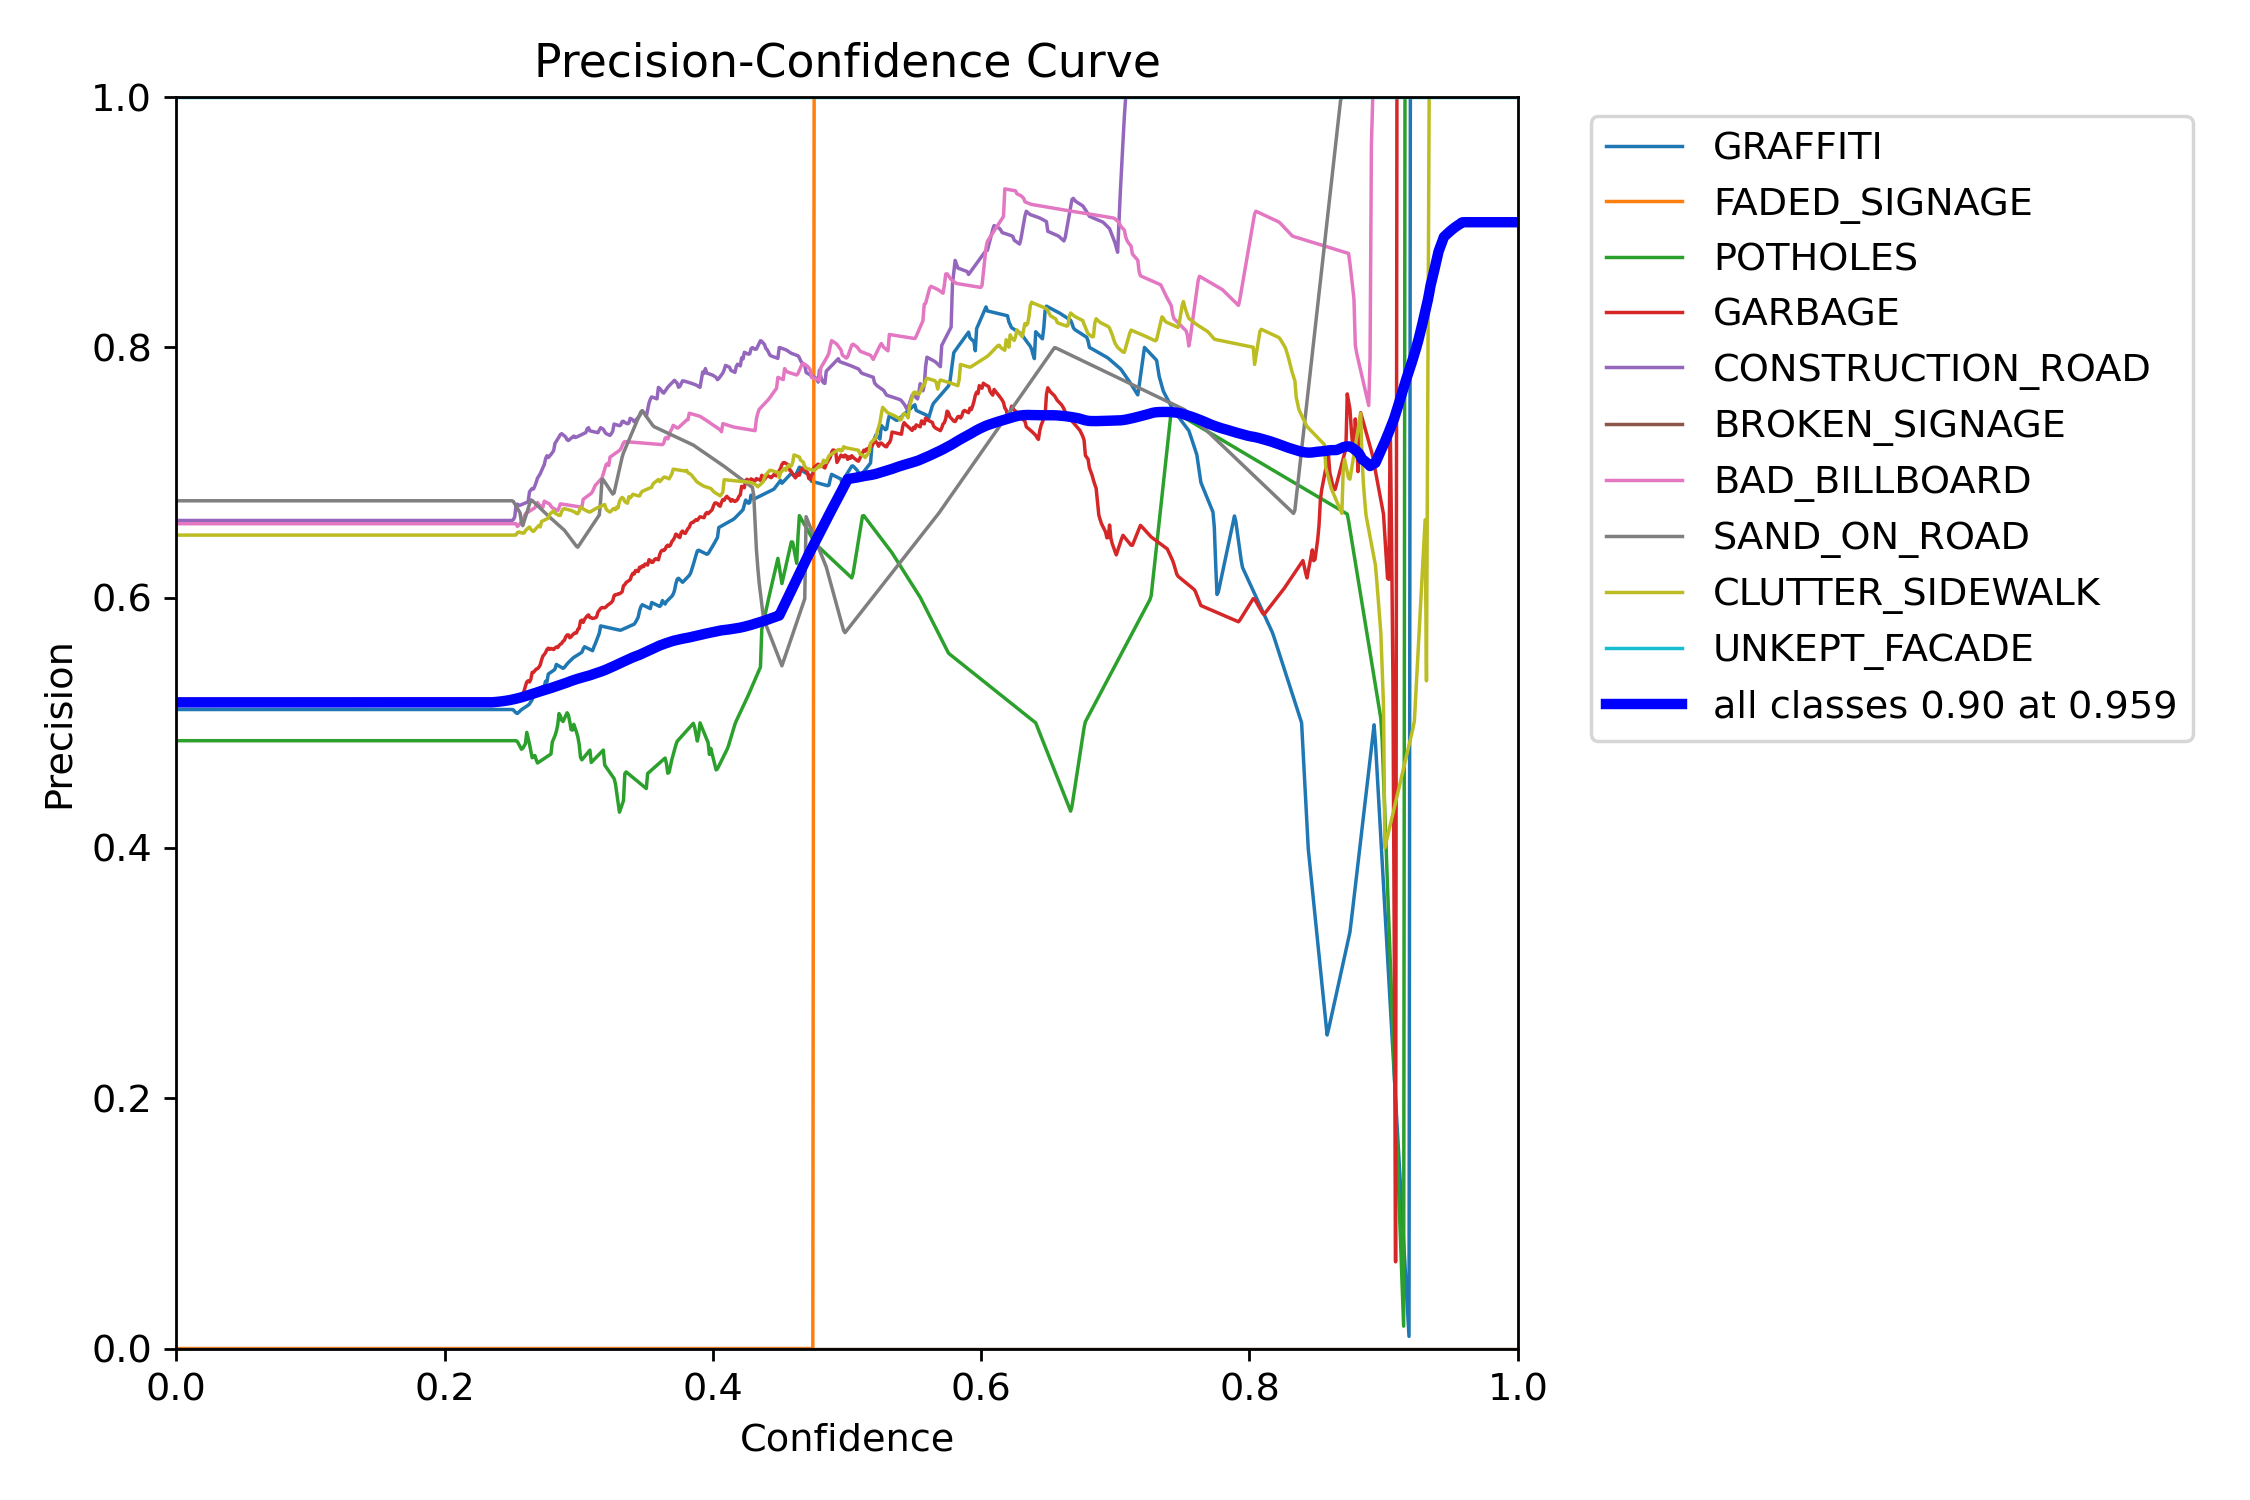 Precision-Confidence Curve
1.0
0.8
0.6
0.4
0.2
0.0
Precision
0.0 0.2 0.4 0.6 0.8 1.0
Confidence
GRAFFITI
FADED_SIGNAGE
POTHOLES
GARBAGE
CONSTRUCTION_ROAD
BROKEN_SIGNAGE
BAD_BILLBOARD
SAND_ON_ROAD
CLUTTER_SIDEWALK
UNKEPT_FACADE
all classes 0.90 at 0.959